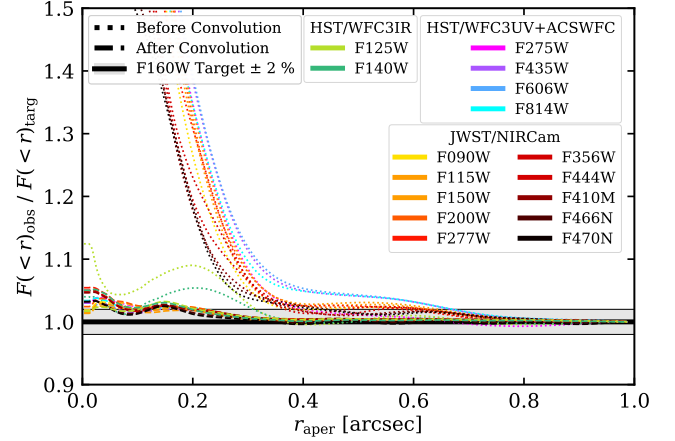 Before Convolution
After Convolution
F160W Target ± 2 %
HST/WFC3IR
F125W
F140W
HST/WFC3UV+ACSWFC
F275W
F435W
F606W
F814W
JWST/NIRCam
F090W
F115W
F150W
F200W
F277W
F356W
F444W
F410M
F466N
F470N
F(<r)obs / F(<r)targ
1.5
1.4
1.3
1.2
1.1
1.0
0.9
0.0 0.2 0.4 0.6 0.8 1.0
raper [arcsec]